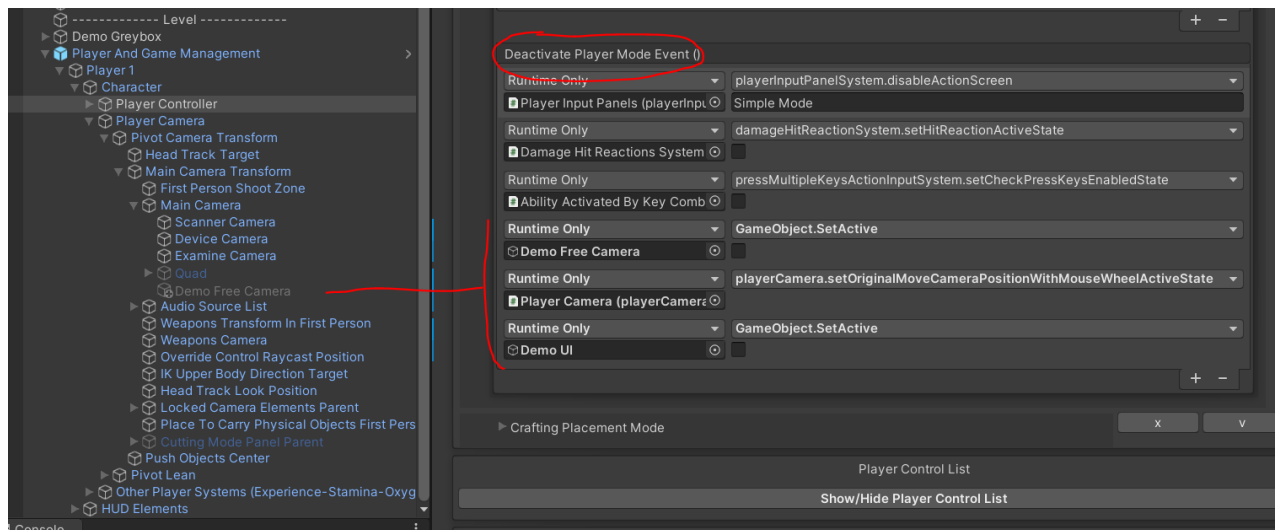 ------------- Level -------------
Demo Greybox
Player And Game Management
Player 1
Character
Player Controller
Player Camera
Pivot Camera Transform
Head Track Target
Main Camera Transform
First Person Shoot Zone
Main Camera
Scanner Camera
Device Camera
Examine Camera
Quad
Demo Free Camera
Audio Source List
Weapons Transform In First Person
Weapons Camera
Override Control Raycast Position
IK Upper Body Direction Target
Head Track Look Position
Locked Camera Elements Parent
Place To Carry Physical Objects First Pers
Cutting Mode Panel Parent
Push Objects Center
Pivot Lean
Other Player Systems (Experience-Stamina-Oxyg
HUD Elements
Console
+ −
Deactivate Player Mode Event ()
Runtime Only playerInputPanelSystem.disableActionScreen
Player Input Panels (playerInpu Simple Mode
Runtime Only damageHitReactionSystem.setHitReactionActiveState
Damage Hit Reactions System
Runtime Only pressMultipleKeysActionInputSystem.setCheckPressKeysEnabledState
Ability Activated By Key Comb
Runtime Only GameObject.SetActive
Demo Free Camera
Runtime Only playerCamera.setOriginalMoveCameraPositionWithMouseWheelActiveState
Player Camera (playerCamera
Runtime Only GameObject.SetActive
Demo UI
+ −
Crafting Placement Mode x v
Player Control List
Show/Hide Player Control List